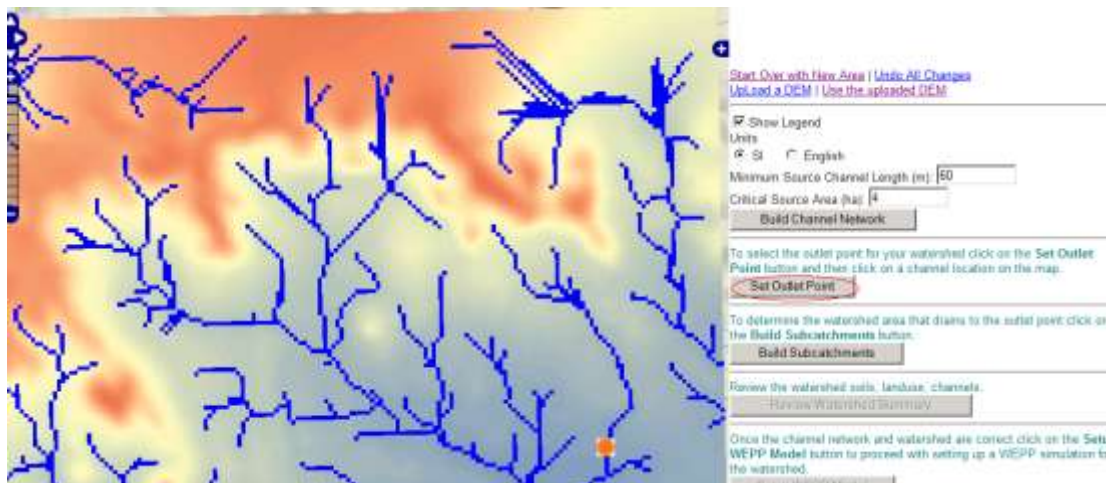 Start Over with New Area | Undo All Changes
UpLoad a DEM | Use the uploaded DEM
Show Legend
Units
SI English
Minimum Source Channel Length (m): 60
Critical Source Area (ha): 4
Build Channel Network
To select the outlet point for your watershed click on the Set Outlet
Point button and then click on a channel location on the map.
Set Outlet Point
To determine the watershed area that drains to the outlet point click on
the Build Subcatchments button.
Build Subcatchments
Review the watershed soils, landuse, channels.
Review Watershed Summary
Once the channel network and watershed are correct click on the Setu
WEPP Model button to proceed with setting up a WEPP simulation fo
the watershed.